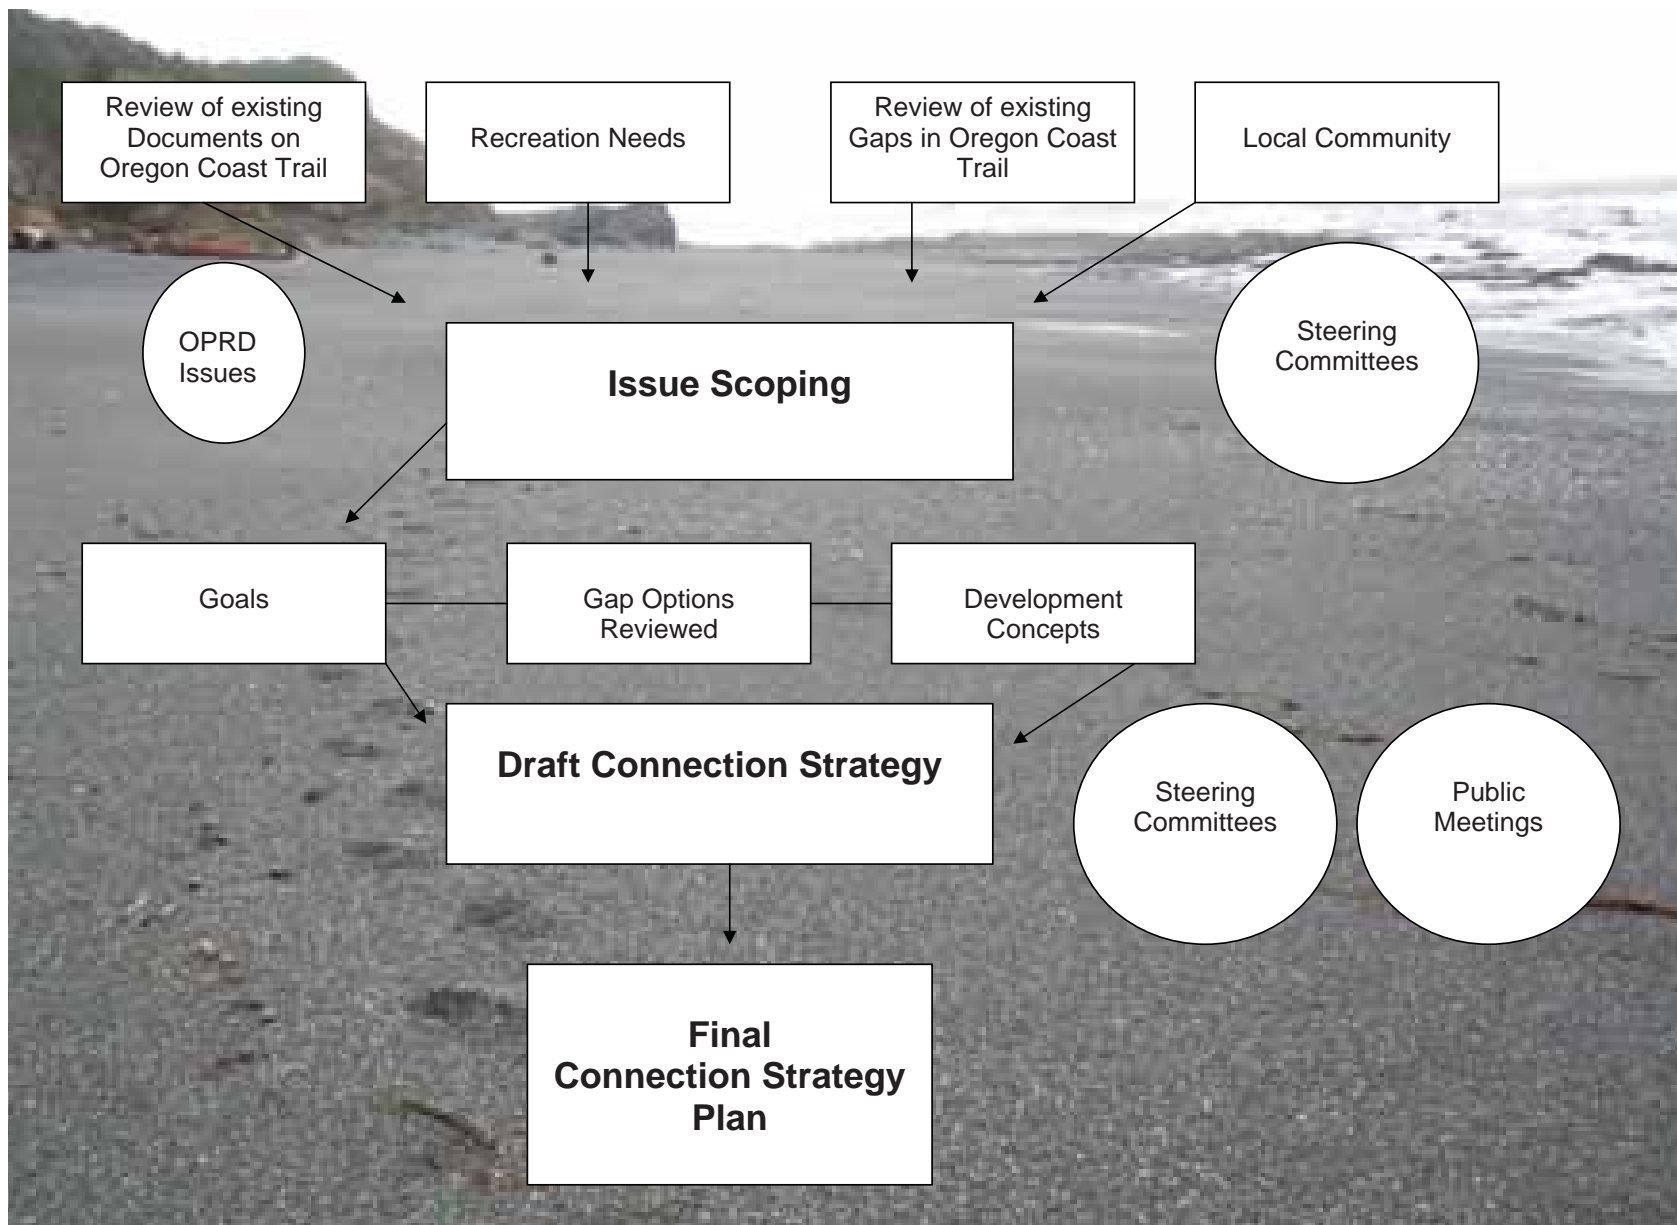 Review of existing
Documents on
Oregon Coast Trail
Recreation Needs
Review of existing
Gaps in Oregon Coast
Trail
Local Community
OPRD
Issues
Issue Scoping
Steering
Committees
Goals
Gap Options
Reviewed
Development
Concepts
Draft Connection Strategy
Steering
Committees
Public
Meetings
Final
Connection Strategy
Plan